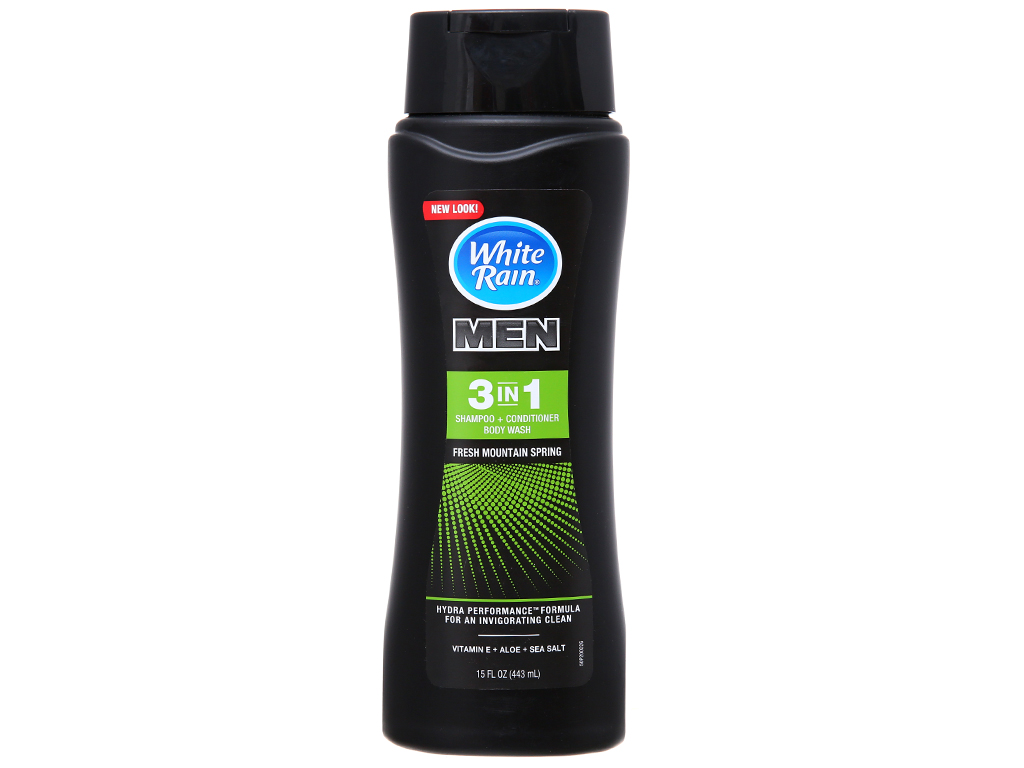 NEW LOOK!
White
Rain®
MEN
3 IN 1
SHAMPOO + CONDITIONER
BODY WASH
FRESH MOUNTAIN SPRING
HYDRA PERFORMANCE™ FORMULA
FOR AN INVIGORATING CLEAN
VITAMIN E + ALOE + SEA SALT
15 FL OZ (443 mL)